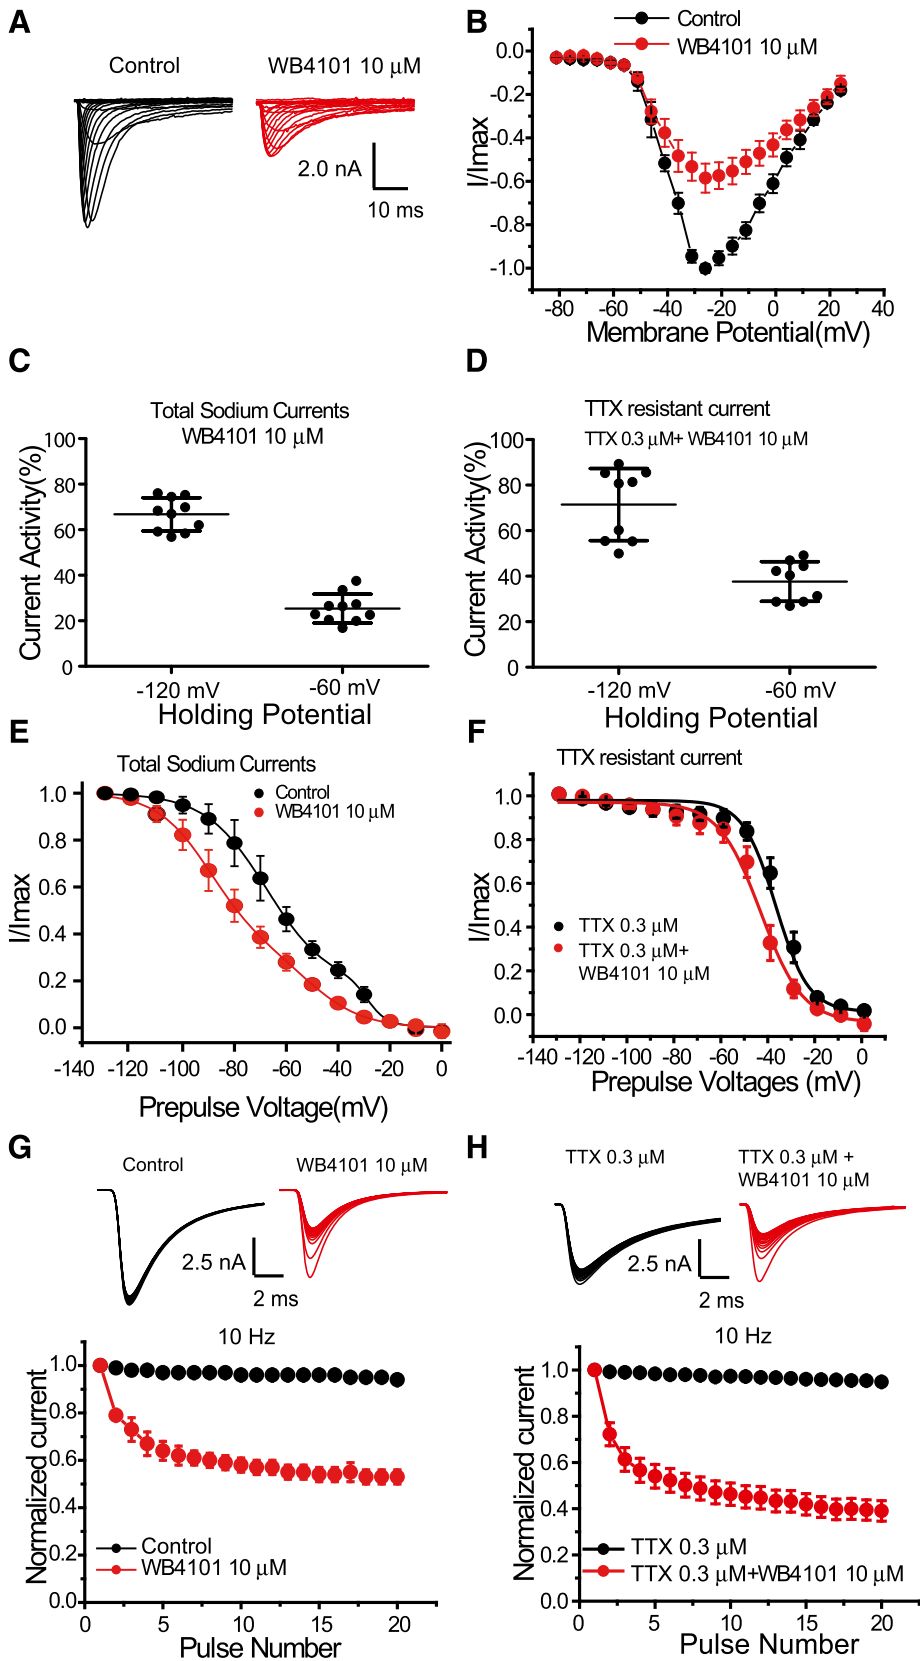 A
Control
WB4101 10 μM
2.0 nA
10 ms
B
Control
WB4101 10 μM
0.0
-0.2
-0.4
-0.6
-0.8
-1.0
I/Imax
-80 -60 -40 -20 0 20 40
Membrane Potential(mV)
C
Total Sodium Currents
WB4101 10 μM
100
80
60
40
20
0
Current Activity(%)
-120 mV -60 mV
Holding Potential
D
TTX resistant current
TTX 0.3 μM+ WB4101 10 μM
100
80
60
40
20
0
Current Activity(%)
-120 mV -60 mV
Holding Potential
E
Total Sodium Currents
Control
WB4101 10 μM
1.0
0.8
0.6
0.4
0.2
0.0
I/Imax
-140 -120 -100 -80 -60 -40 -20 0
Prepulse Voltage(mV)
F
TTX resistant current
1.0
0.8
0.6
0.4
0.2
0.0
I/Imax
TTX 0.3 μM
TTX 0.3 μM+
WB4101 10 μM
-140 -120 -100 -80 -60 -40 -20 0
Prepulse Voltages (mV)
G
Control
WB4101 10 μM
2.5 nA
2 ms
10 Hz
1.0
0.8
0.6
0.4
0.2
0.0
Normalized current
Control
WB4101 10 μM
0 5 10 15 20
Pulse Number
H
TTX 0.3 μM
TTX 0.3 μM +
WB4101 10 μM
2.5 nA
2 ms
10 Hz
1.0
0.8
0.6
0.4
0.2
0.0
Normalized current
TTX 0.3 μM
TTX 0.3 μM+WB4101 10 μM
0 5 10 15 20
Pulse Number